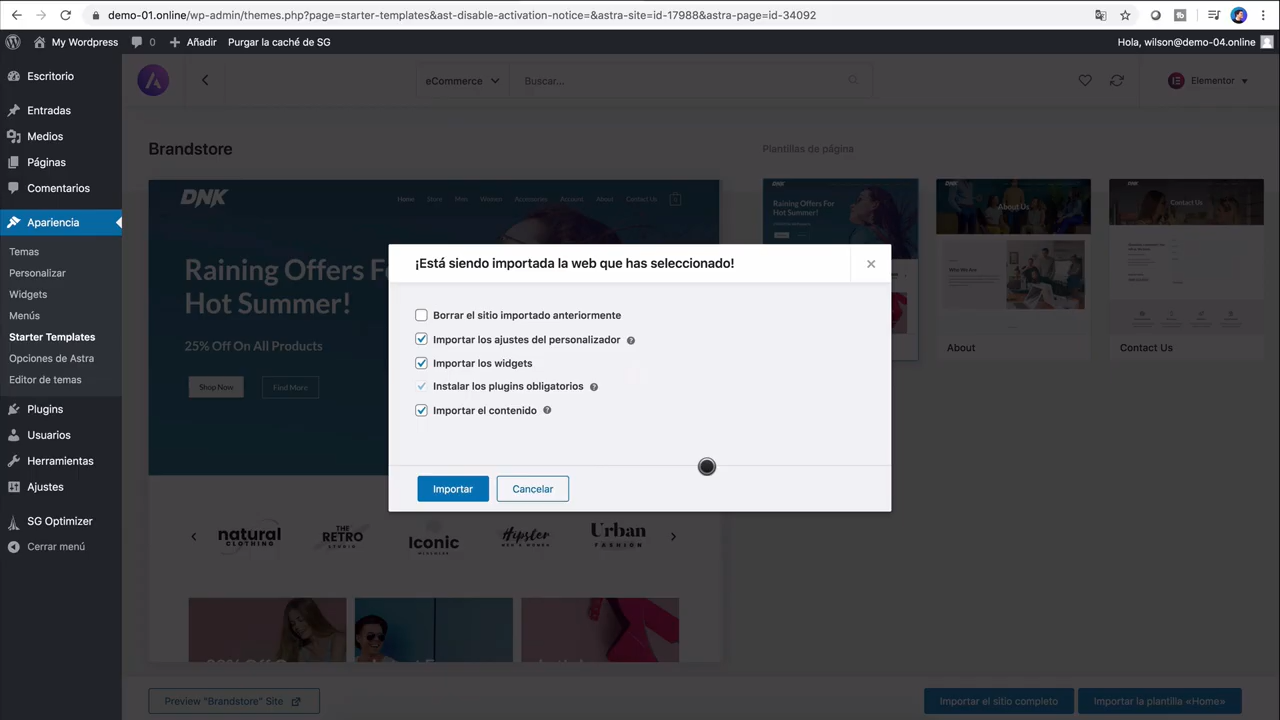 demo-01.online/wp-admin/themes.php?page=starter-templates&ast-disable-activation-notice=&astra-site=id-17988&astra-page=id-34092
My Wordpress
0
Añadir
Purgar la caché de SG
Hola, wilson@demo-04.online
Escritorio
Entradas
Medios
Páginas
Comentarios
Apariencia
Temas
Personalizar
Widgets
Menús
Starter Templates
Opciones de Astra
Editor de temas
Plugins
Usuarios
Herramientas
Ajustes
SG Optimizer
Cerrar menú
eCommerce
Buscar...
Elementor
Brandstore
DNK
Home Store Men Women Accessories Account About Contact Us
Raining Offers F
Hot Summer!
25% Off On All Products
Shop Now
Find More
natural
CLOTHING
THE
RETRO
STUDIO
Iconic
Hipster
Urban
FASHION
Plantillas de página
Raining Offers For
Hot Summer!
About Us
About
Contact Us
Contact Us
¡Está siendo importada la web que has seleccionado!
Borrar el sitio importado anteriormente
Importar los ajustes del personalizador
Importar los widgets
Instalar los plugins obligatorios
Importar el contenido
Importar
Cancelar
Preview "Brandstore" Site
Importar el sitio completo
Importar la plantilla «Home»